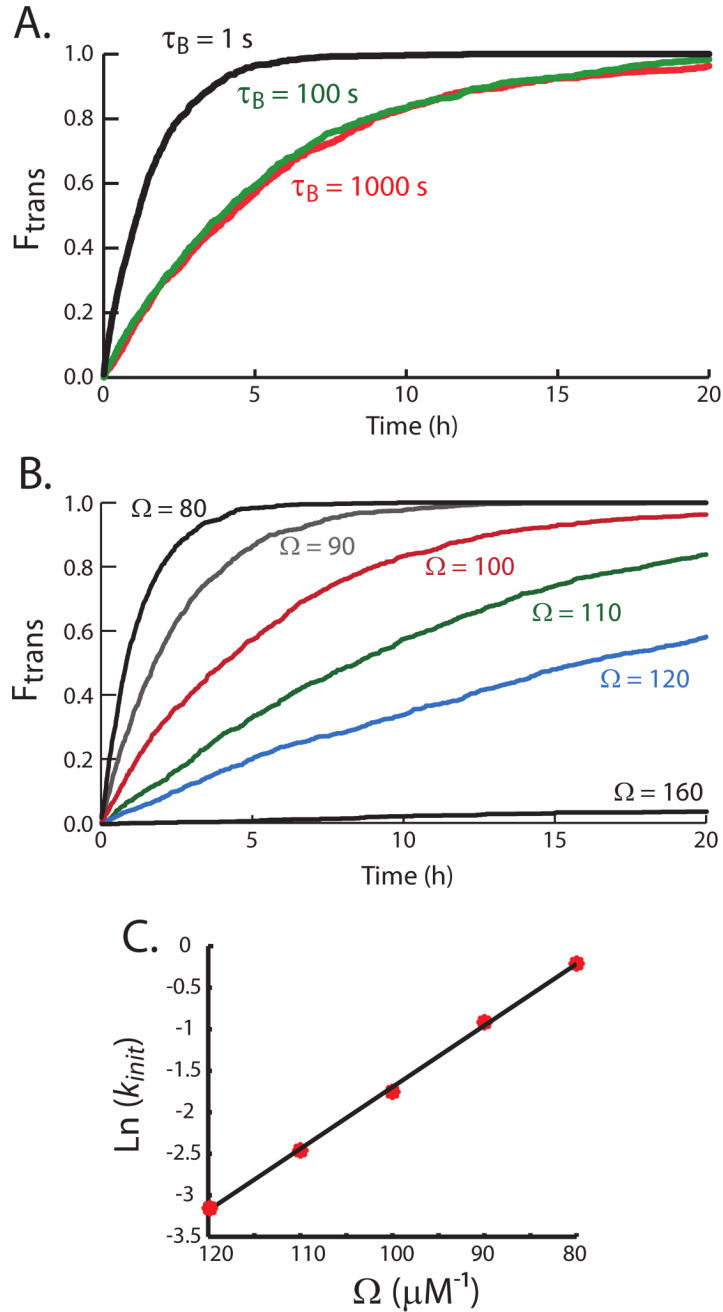 A.
τB = 1 s
τB = 100 s
τB = 1000 s
Ftrans
1.0
0.8
0.6
0.4
0.2
0.0
0 5 10 15 20
Time (h)
B.
Ω = 80
Ω = 90
Ω = 100
Ω = 110
Ω = 120
Ω = 160
Ftrans
1.0
0.8
0.6
0.4
0.2
0.0
0 5 10 15 20
Time (h)
C.
Ln (kinit)
0
-0.5
-1
-1.5
-2
-2.5
-3
-3.5
120 110 100 90 80
Ω (μM⁻¹)